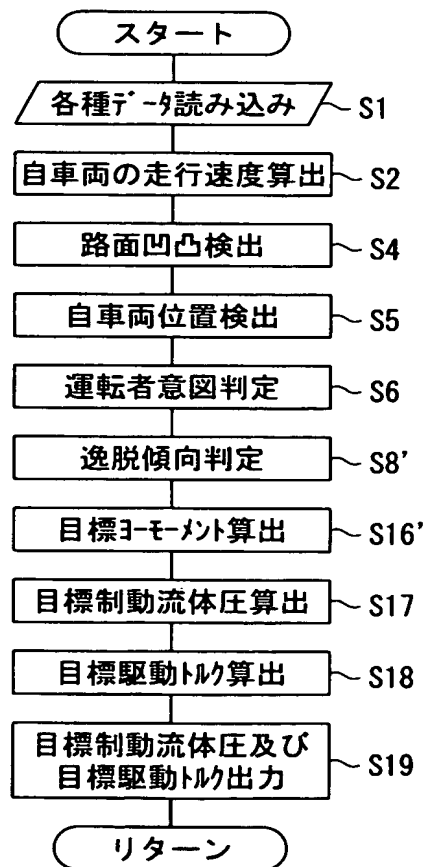 スタート
各種データ読み込み
S1
自車両の走行速度算出
S2
路面凹凸検出
S4
自車両位置検出
S5
運転者意図判定
S6
逸脱傾向判定
S8'
目標ヨーモーメント算出
S16'
目標制動流体圧算出
S17
目標駆動トルク算出
S18
目標制動流体圧及び
目標駆動トルク出力
S19
リターン